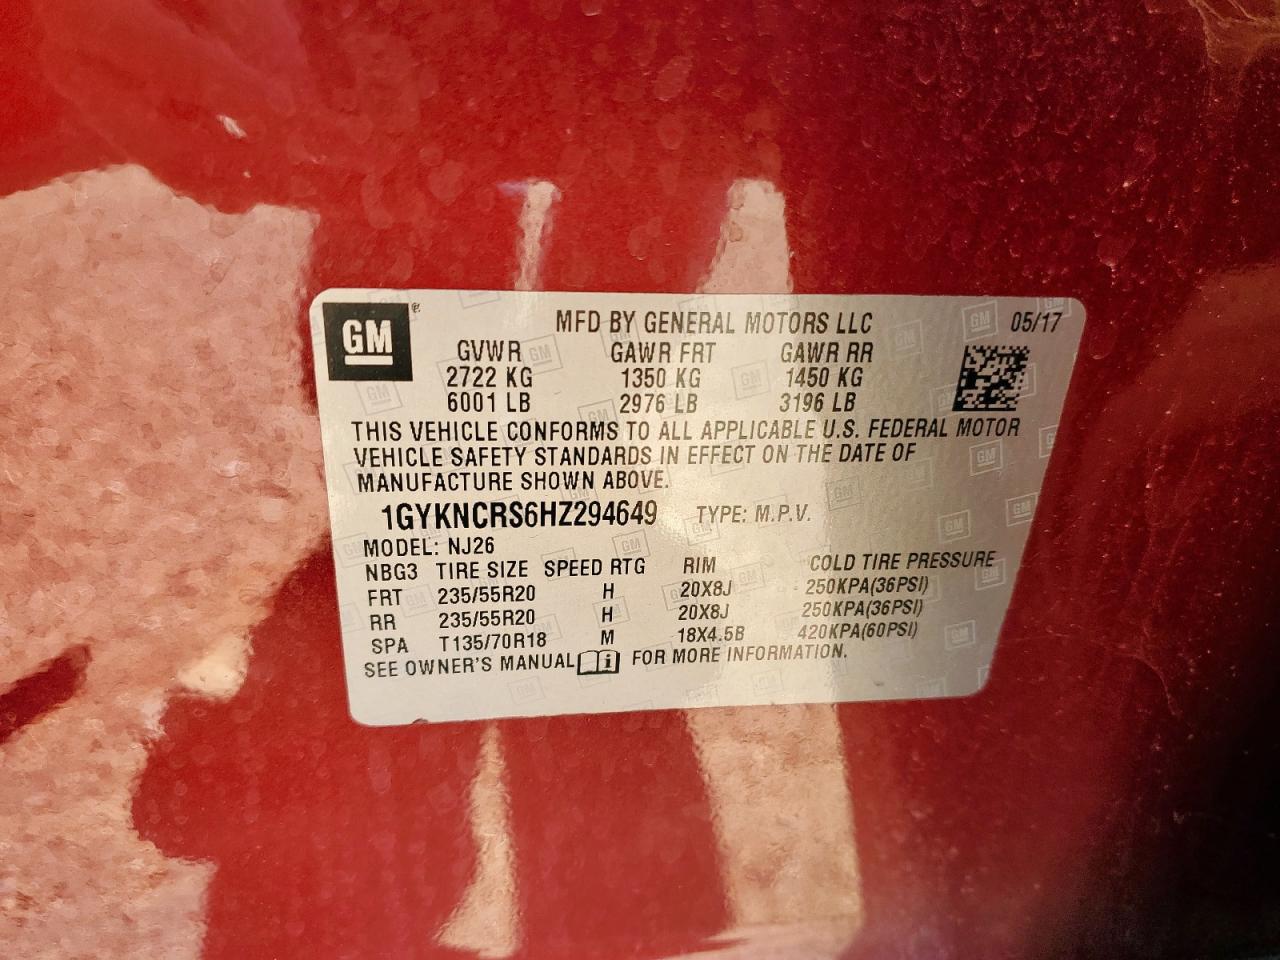 GM
MFD BY GENERAL MOTORS LLC 05/17
GVWR GAWR FRT GAWR RR
2722 KG 1350 KG 1450 KG
6001 LB 2976 LB 3196 LB
THIS VEHICLE CONFORMS TO ALL APPLICABLE U.S. FEDERAL MOTOR
VEHICLE SAFETY STANDARDS IN EFFECT ON THE DATE OF
MANUFACTURE SHOWN ABOVE.
1GYKNCRS6HZ294649 TYPE: M.P.V.
MODEL: NJ26
NBG3 TIRE SIZE SPEED RTG RIM COLD TIRE PRESSURE
FRT 235/55R20 H 20X8J 250KPA(36PSI)
RR 235/55R20 H 20X8J 250KPA(36PSI)
SPA T135/70R18 M 18X4.5B 420KPA(60PSI)
SEE OWNER'S MANUAL FOR MORE INFORMATION.